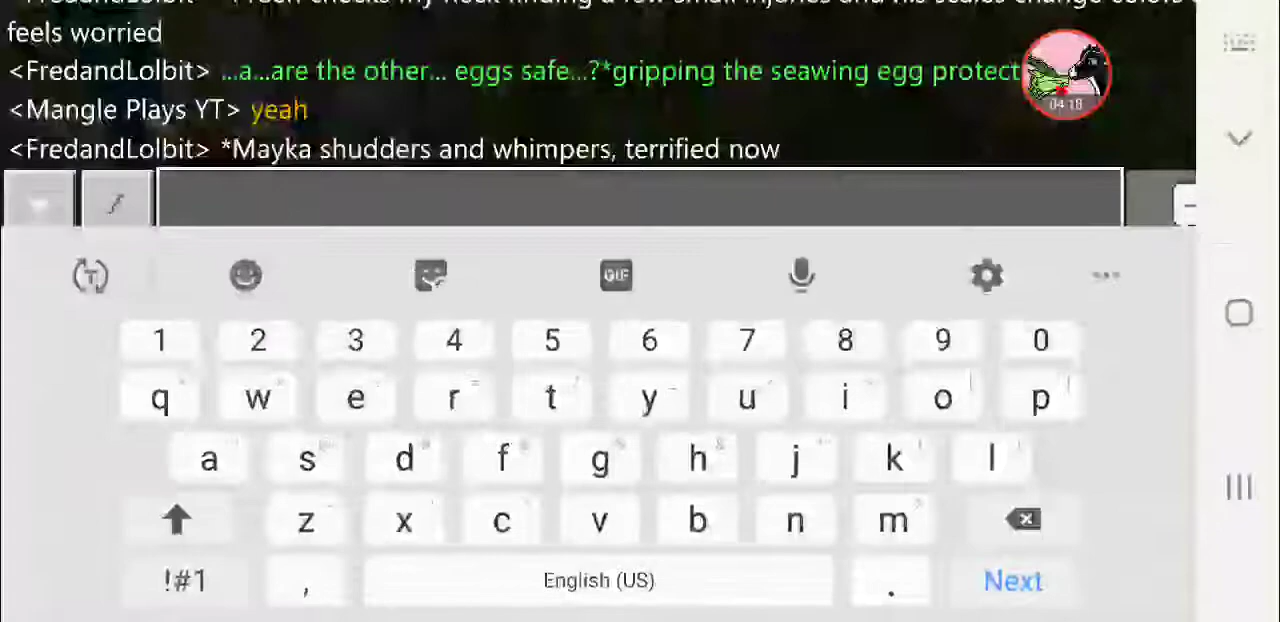 feels worried
<FredandLolbit> ...a...are the other... eggs safe...?*gripping the seawing egg protect
<Mangle Plays YT> yeah
<FredandLolbit> *Mayka shudders and whimpers, terrified now
04:18
GIF
1 2 3 4 5 6 7 8 9 0
q w e r t y u i o p
a s d f g h j k l
z x c v b n m
!#1 , English (US) . Next